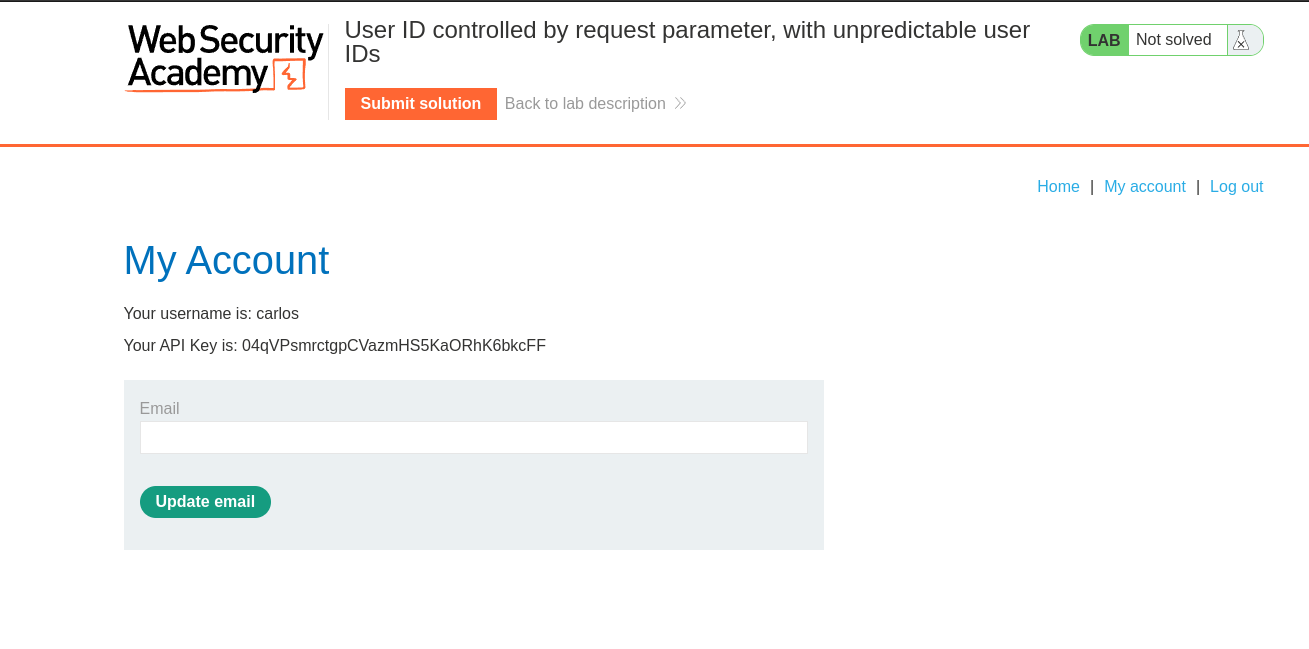 Web Security
Academy
User ID controlled by request parameter, with unpredictable user
IDs
LAB Not solved
Submit solution Back to lab description
Home | My account | Log out
My Account
Your username is: carlos
Your API Key is: 04qVPsmrctgpCVazmHS5KaORhK6bkcFF
Email
Update email